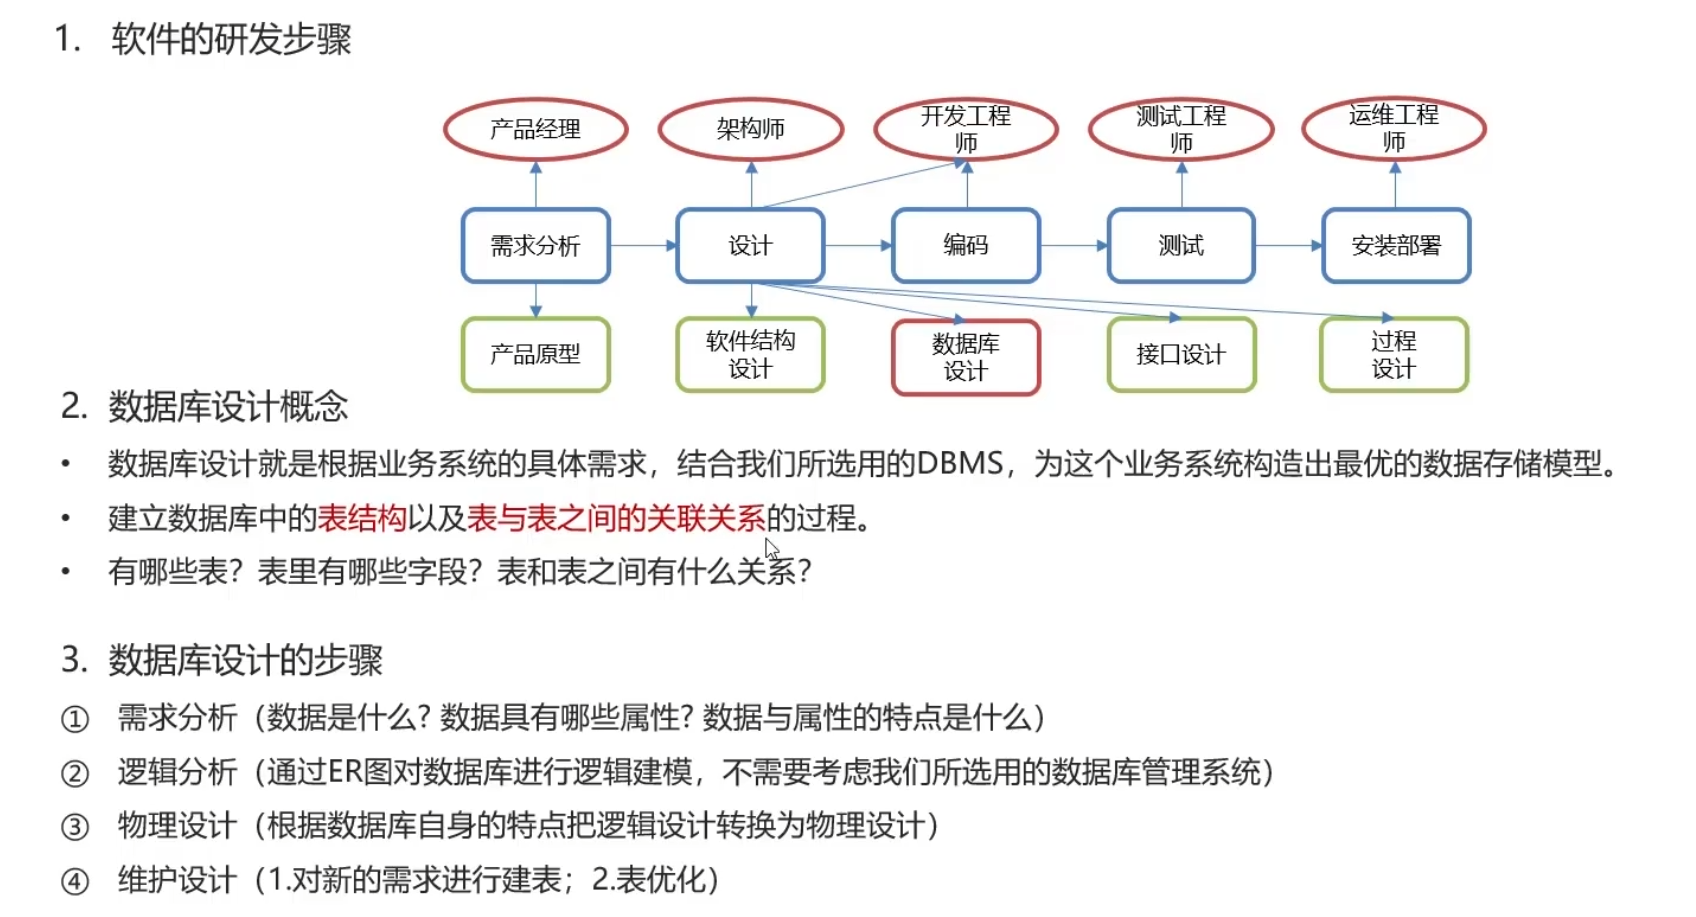 1. 软件的研发步骤
产品经理
架构师
开发工程
师
测试工程
师
运维工程
师
需求分析
设计
编码
测试
安装部署
产品原型
软件结构
设计
数据库
设计
接口设计
过程
设计
2. 数据库设计概念
• 数据库设计就是根据业务系统的具体需求，结合我们所选用的DBMS，为这个业务系统构造出最优的数据存储模型。
• 建立数据库中的表结构以及表与表之间的关联关系的过程。
• 有哪些表？表里有哪些字段？表和表之间有什么关系？
3. 数据库设计的步骤
① 需求分析（数据是什么? 数据具有哪些属性? 数据与属性的特点是什么）
② 逻辑分析（通过ER图对数据库进行逻辑建模，不需要考虑我们所选用的数据库管理系统）
③ 物理设计（根据数据库自身的特点把逻辑设计转换为物理设计）
④ 维护设计（1.对新的需求进行建表；2.表优化）